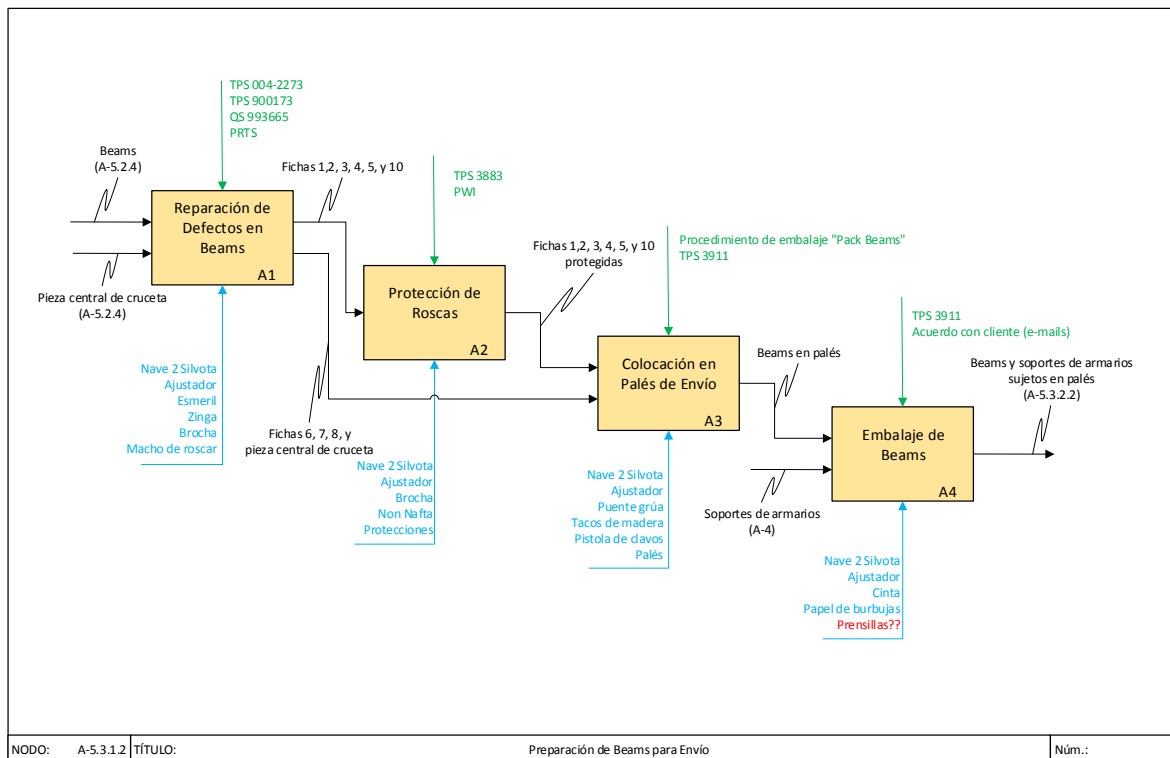 TPS 004-2273
TPS 900173
QS 993665
PRTS
Beams
(A-5.2.4)
Fichas 1,2, 3, 4, 5, y 10
TPS 3883
PWI
Reparación de
Defectos en
Beams
A1
Pieza central de cruceta
(A-5.2.4)
Nave 2 Silvota
Ajustador
Esmeril
Zinga
Brocha
Macho de roscar
Fichas 6, 7, 8, y
pieza central de cruceta
Protección de
Roscas
A2
Nave 2 Silvota
Ajustador
Brocha
Non Nafta
Protecciones
Fichas 1,2, 3, 4, 5, y 10
protegidas
Procedimiento de embalaje "Pack Beams"
TPS 3911
Colocación en
Palés de Envío
A3
Nave 2 Silvota
Ajustador
Puente grúa
Tacos de madera
Pistola de clavos
Palés
Beams en palés
TPS 3911
Acuerdo con cliente (e-mails)
Beams y soportes de armarios
sujetos en palé
(A-5.3.2.2)
Embalaje de
Beams
A4
Soportes de armarios
(A-4)
Nave 2 Silvota
Ajustador
Cinta
Papel de burbujas
Prensillas??
NODO: A-5.3.1.2 TÍTULO: Preparación de Beams para Envío Núm.: